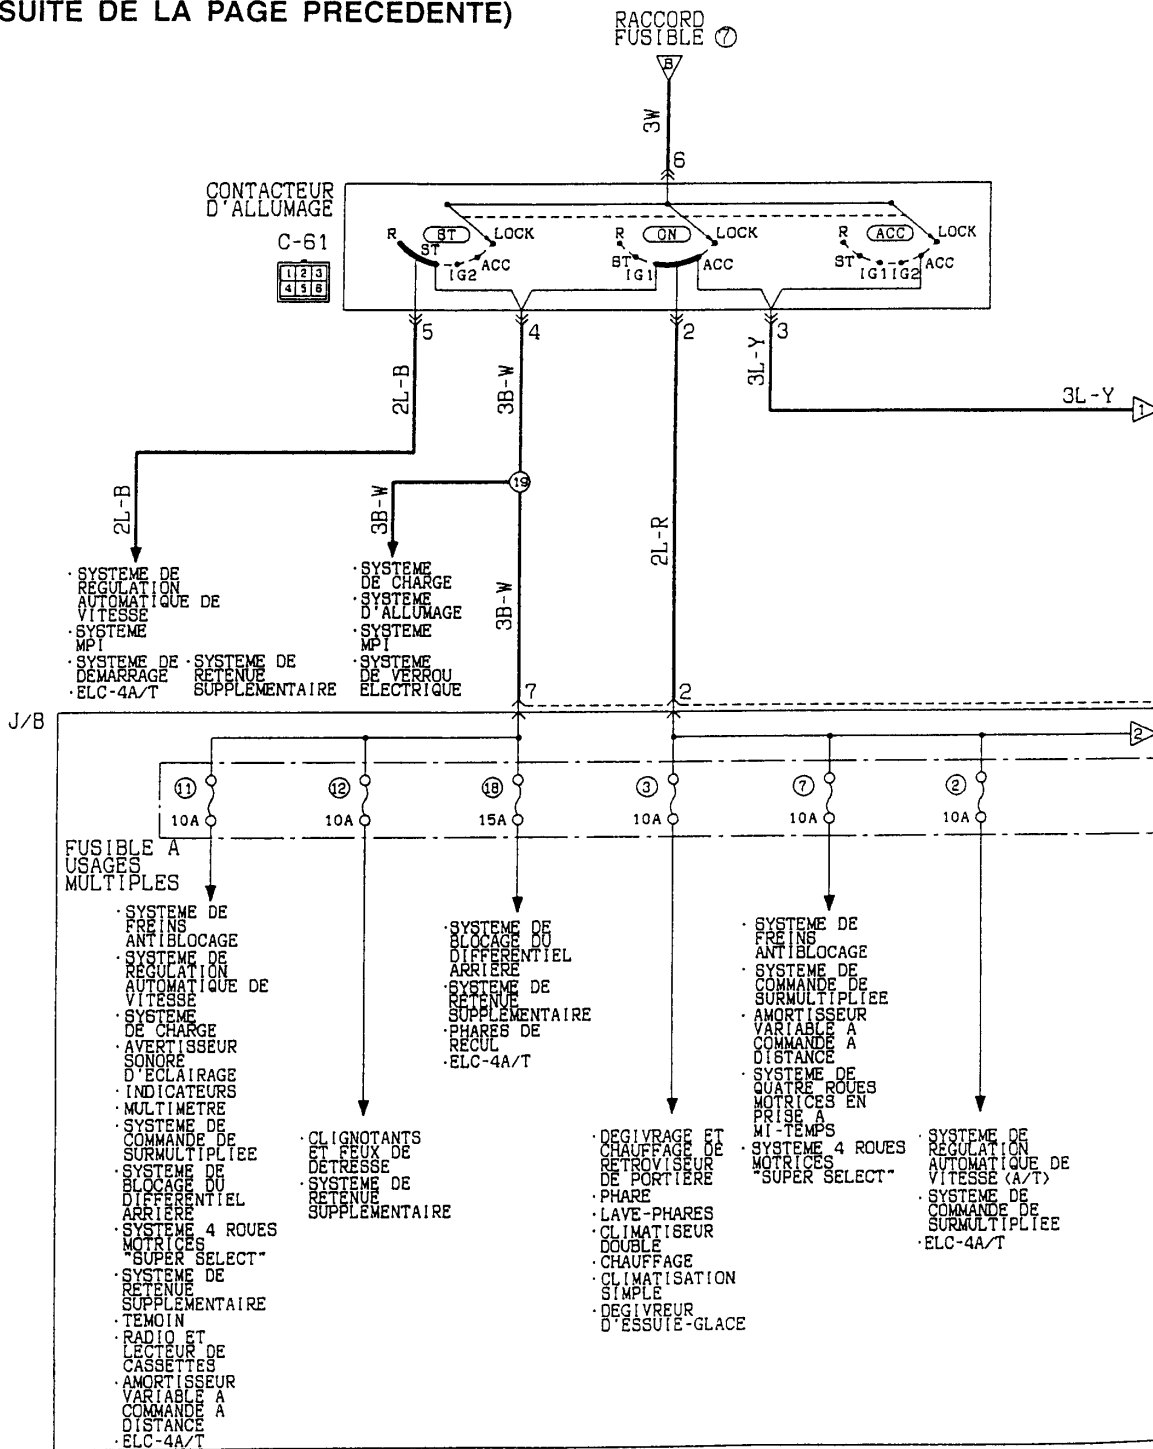 SUITE DE LA PAGE PRECEDENTE)
RACCORD
FUSIBLE ⑦
B
3W
6
CONTACTEUR
D'ALLUMAGE
C-61
1 2 3
4 5 6
R
ST
ST
LOCK
IG2
ACC
R
ON
LOCK
ST
IG1
ACC
R
ACC
LOCK
ST
IG1 IG2
ACC
5
4
2
3
2L-B
3B-W
3L-Y
3L-Y
1
19
2L-B
3B-W
2L-R
3B-W
·SYSTEME DE
REGULATION
AUTOMATIQUE DE
VITESSE
·SYSTEME
MPI
·SYSTEME DE
DEMARRAGE
·ELC-4A/T
·SYSTEME DE
RETENUE
SUPPLEMENTAIRE
·SYSTEME
DE CHARGE
·SYSTEME
D'ALLUMAGE
·SYSTEME
MPI
·SYSTEME
DE VERROU
ELECTRIQUE
7
2
J/B
2
⑪
10A
⑫
10A
⑱
15A
③
10A
⑦
10A
②
10A
FUSIBLE A
USAGES
MULTIPLES
·SYSTEME DE
FREINS
ANTIBLOCAGE
·SYSTEME DE
REGULATION
AUTOMATIQUE DE
VITESSE
·SYSTEME
DE CHARGE
·AVERTISSEUR
SONORE
D'ECLAIRAGE
·INDICATEURS
·MULTIMETRE
·SYSTEME DE
COMMANDE DE
SURMULTIPLIEE
·SYSTEME DE
BLOCAGE DU
DIFFERENTIEL
ARRIERE
·SYSTEME 4 ROUES
MOTRICES
"SUPER SELECT"
·SYSTEME DE
RETENUE
SUPPLEMENTAIRE
·TEMOIN
·RADIO ET
LECTEUR DE
CASSETTES
·AMORTISSEUR
VARIABLE A
COMMANDE A
DISTANCE
·ELC-4A/T
·CLIGNOTANTS
ET FEUX DE
DETRESSE
·SYSTEME DE
RETENUE
SUPPLEMENTAIRE
·SYSTEME DE
BLOCAGE DU
DIFFERENTIEL
ARRIERE
·SYSTEME DE
RETENUE
SUPPLEMENTAIRE
·PHARES DE
RECUL
·ELC-4A/T
·DEGIVRAGE ET
CHAUFFAGE DE
RETROVISEUR
DE PORTIERE
·PHARE
·LAVE-PHARES
·CLIMATISEUR
DOUBLE
·CHAUFFAGE
·CLIMATISATION
SIMPLE
·DEGIVREUR
D'ESSUIE-GLACE
·SYSTEME DE
FREINS
ANTIBLOCAGE
·SYSTEME DE
COMMANDE DE
SURMULTIPLIEE
·AMORTISSEUR
VARIABLE A
COMMANDE A
DISTANCE
·SYSTEME DE
QUATRE ROUES
MOTRICES EN
PRISE A
MI-TEMPS
·SYSTEME 4 ROUES
MOTRICES
"SUPER SELECT"
·SYSTEME DE
REGULATION
AUTOMATIQUE DE
VITESSE (A/T)
·SYSTEME DE
COMMANDE DE
SURMULTIPLIEE
·ELC-4A/T